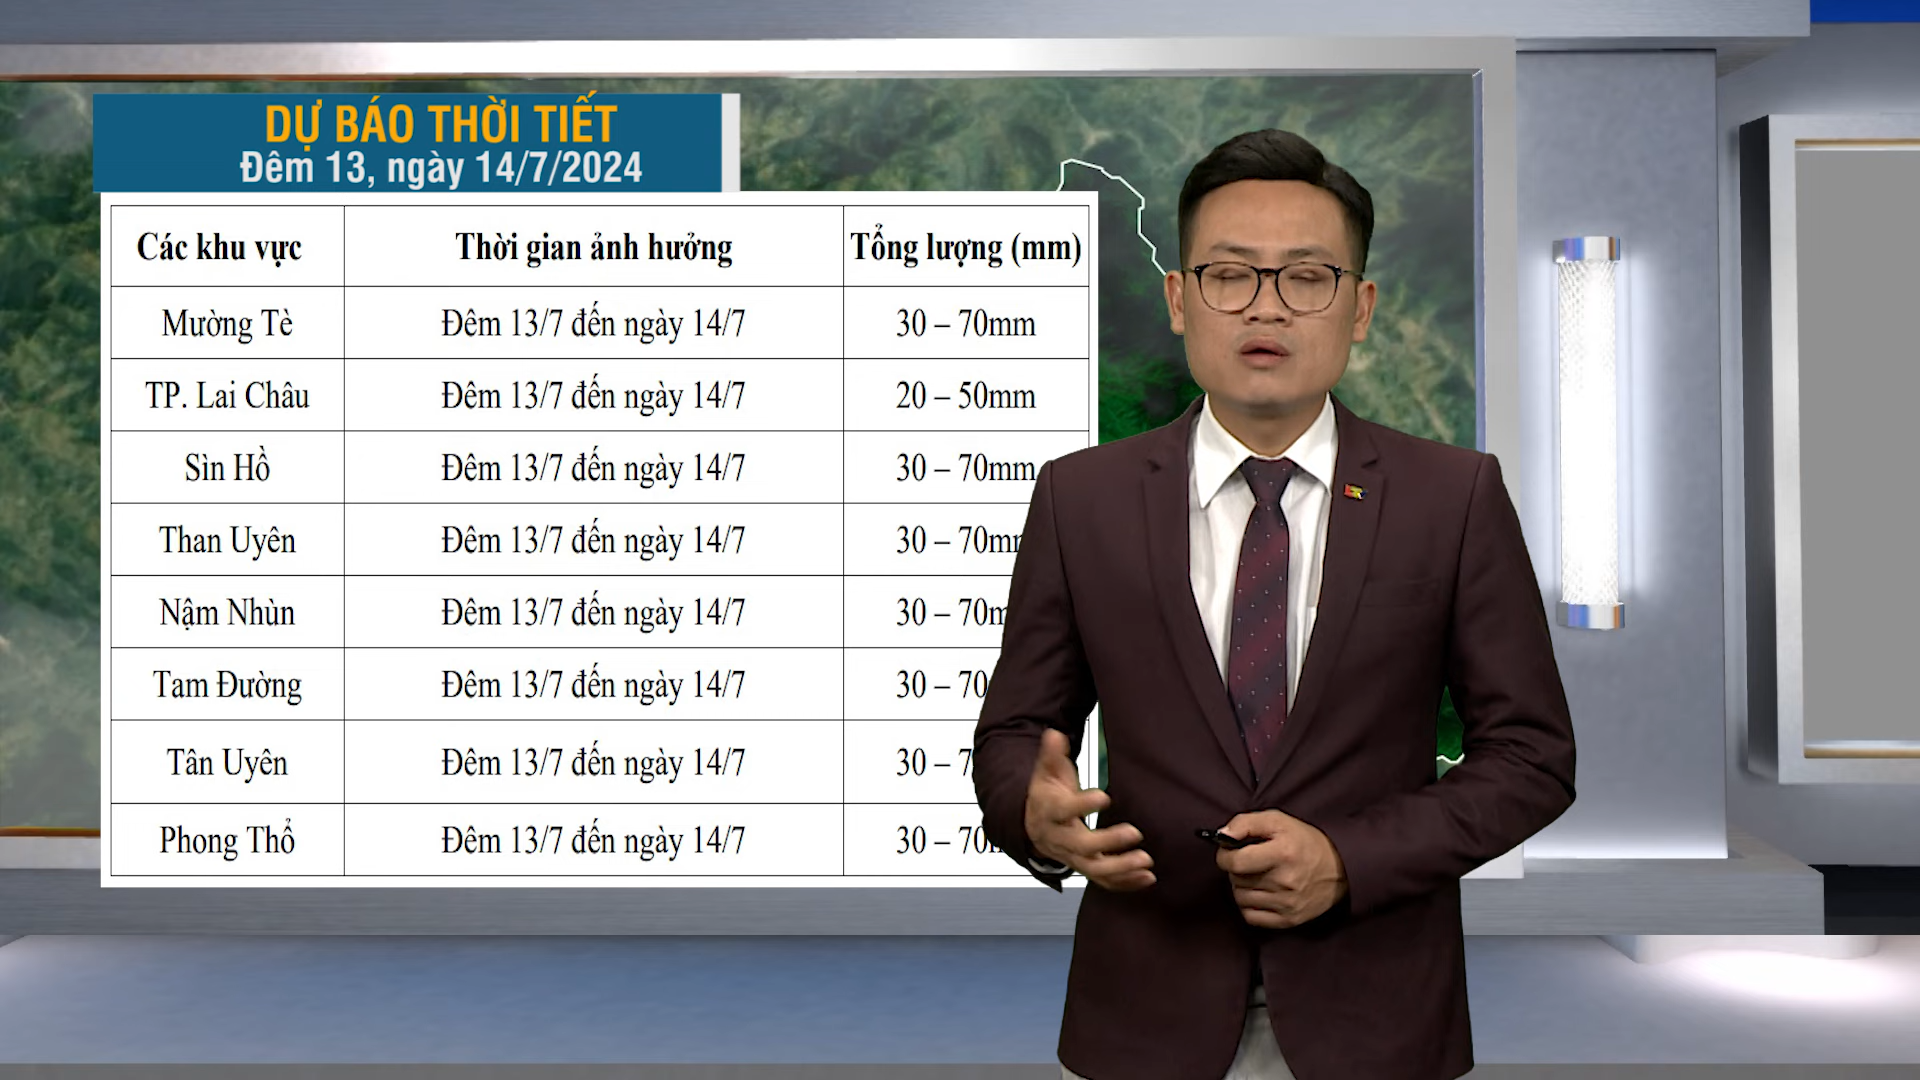 DỰ BÁO THỜI TIẾT
Đêm 13, ngày 14/7/2024
Các khu vực Thời gian ảnh hưởng Tổng lượng (mm)
Mường Tè Đêm 13/7 đến ngày 14/7 30 – 70mm
TP. Lai Châu Đêm 13/7 đến ngày 14/7 20 – 50mm
Sìn Hồ Đêm 13/7 đến ngày 14/7 30 – 70mm
Than Uyên Đêm 13/7 đến ngày 14/7 30 – 70m
Nậm Nhùn Đêm 13/7 đến ngày 14/7 30 – 70m
Tam Đường Đêm 13/7 đến ngày 14/7 30 – 70
Tân Uyên Đêm 13/7 đến ngày 14/7 30 – 7
Phong Thổ Đêm 13/7 đến ngày 14/7 30 – 70